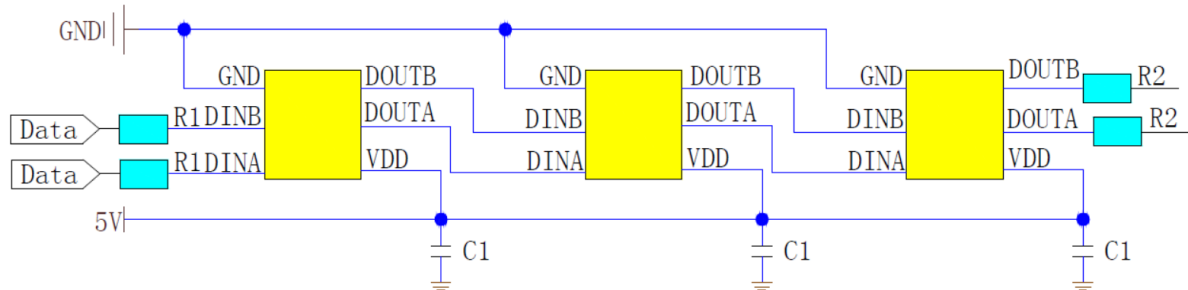 GND
GND DOUTB GND DOUTB GND DOUTB R2
Data R1 DINB DOUTA DINB DOUTA DINB DOUTA R2
Data R1 DINA VDD DINA VDD DINA VDD
5V
C1 C1 C1